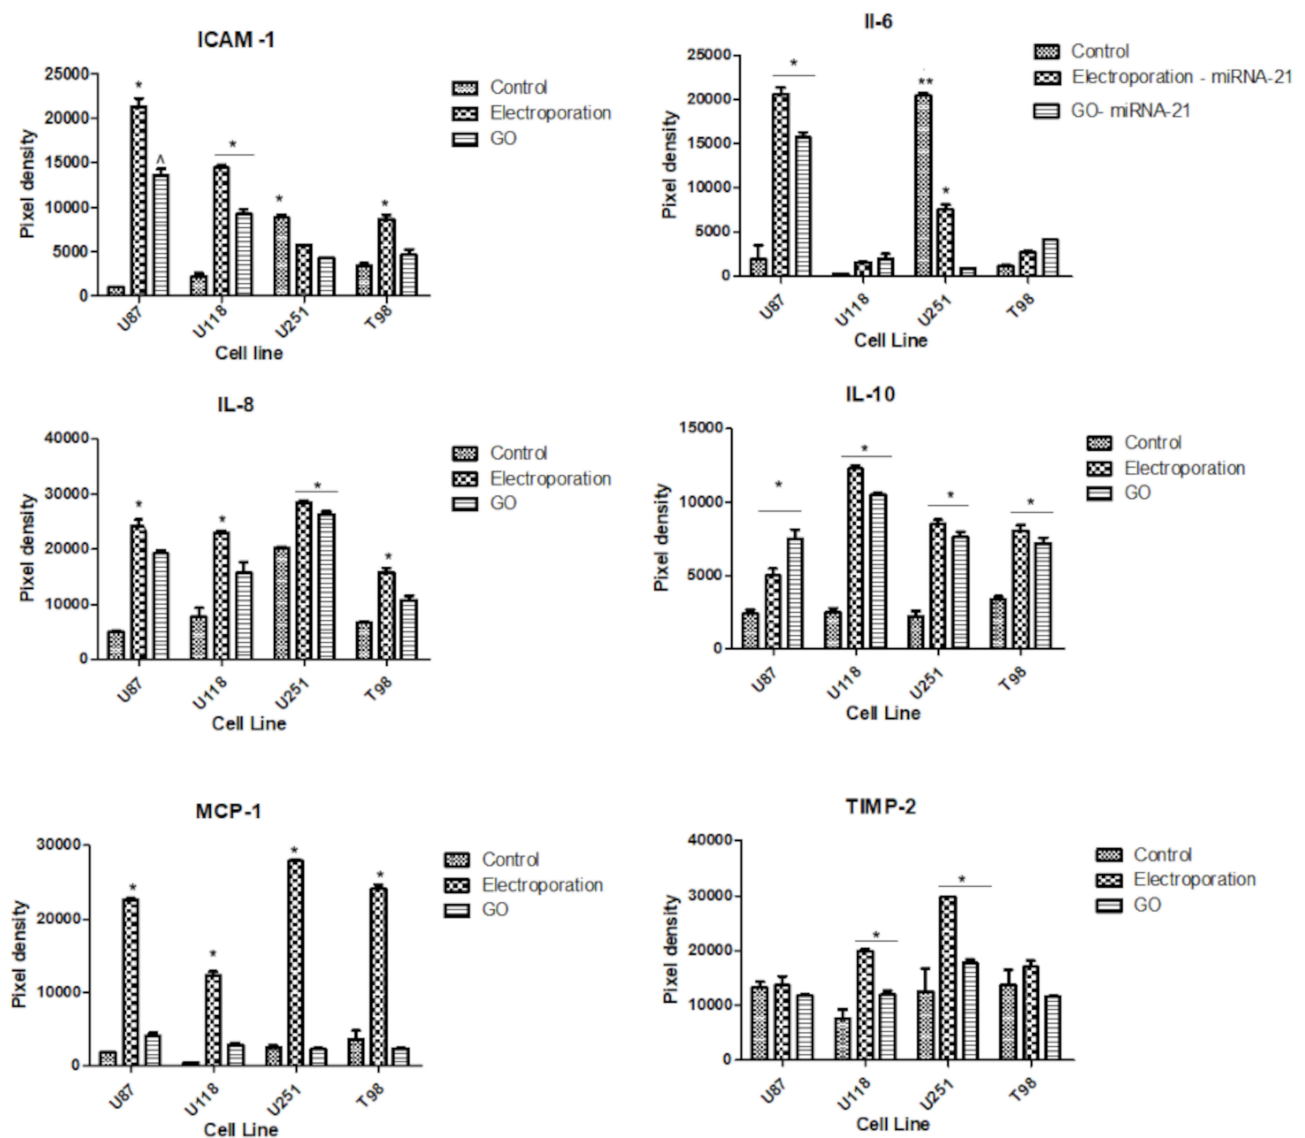 ICAM -1
25000
20000
15000
10000
5000
0
Pixel density
* ^ * * *
U87 U118 U251 T98
Cell line
Control
Electroporation
GO
Il-6
25000
20000
15000
10000
5000
0
Pixel density
* ** *
U87 U118 U251 T98
Cell Line
Control
Electroporation - miRNA-21
GO- miRNA-21
IL-8
40000
30000
20000
10000
0
Pixel density
* * * *
U87 U118 U251 T98
Cell Line
Control
Electroporation
GO
IL-10
15000
10000
5000
0
Pixel density
* * * *
U87 U118 U251 T98
Cell Line
Control
Electroporation
GO
MCP-1
30000
20000
10000
0
Pixel density
* * * *
U87 U118 U251 T98
Cell Line
Control
Electroporation
GO
TIMP-2
40000
30000
20000
10000
0
Pixel density
* *
U87 U118 U251 T98
Cell Line
Control
Electroporation
GO